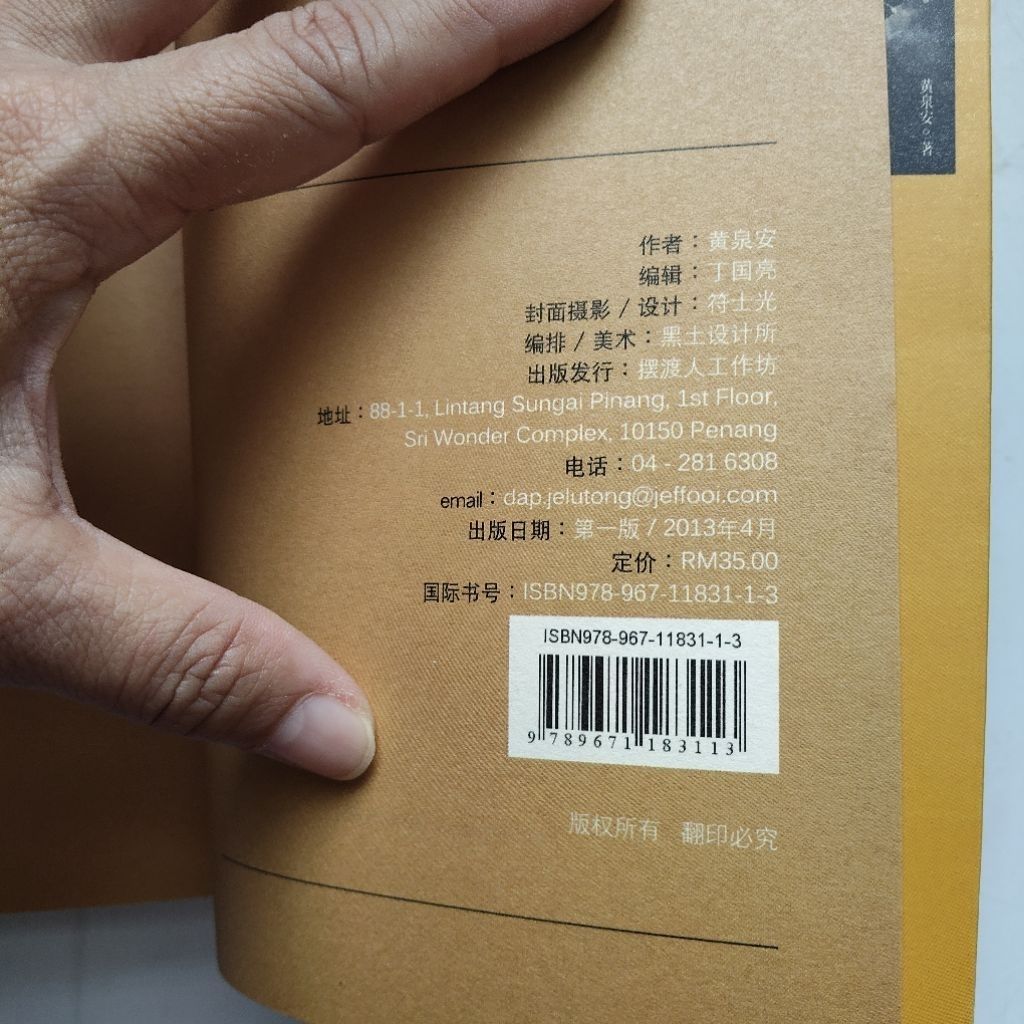 黄泉安。著
作者：黄泉安
编辑：丁国亮
封面摄影 / 设计：符士光
编排 / 美术：黑土设计所
出版发行：摆渡人工作坊
地址：88-1-1, Lintang Sungai Pinang, 1st Floor,
Sri Wonder Complex, 10150 Penang
电话：04 - 281 6308
email：dap.jelutong@jeffooi.com
出版日期：第一版 / 2013年4月
定价：RM35.00
国际书号：ISBN978-967-11831-1-3
ISBN978-967-11831-1-3
9 789671 183113
版权所有 翻印必究